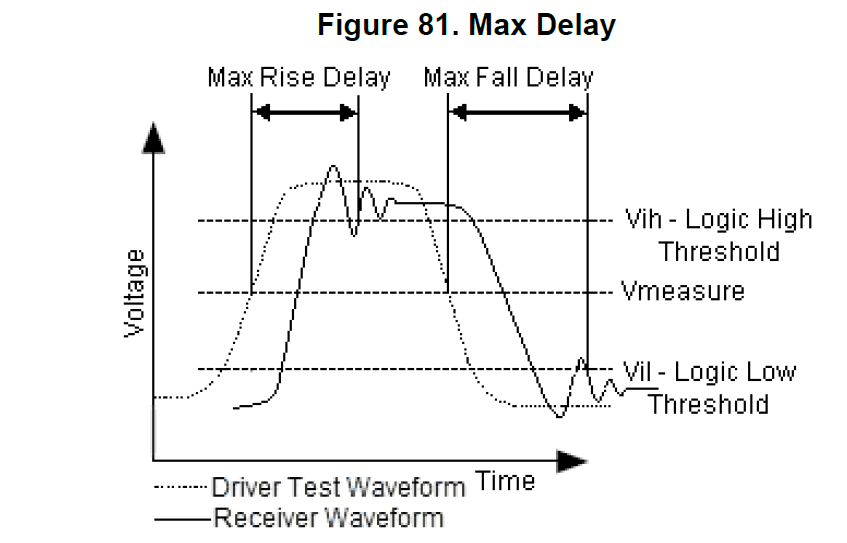 Figure 81. Max Delay
Max Rise Delay Max Fall Delay
Vih - Logic High
Threshold
Vmeasure
Voltage
Vil - Logic Low
Threshold
Time
Driver Test Waveform
Receiver Waveform